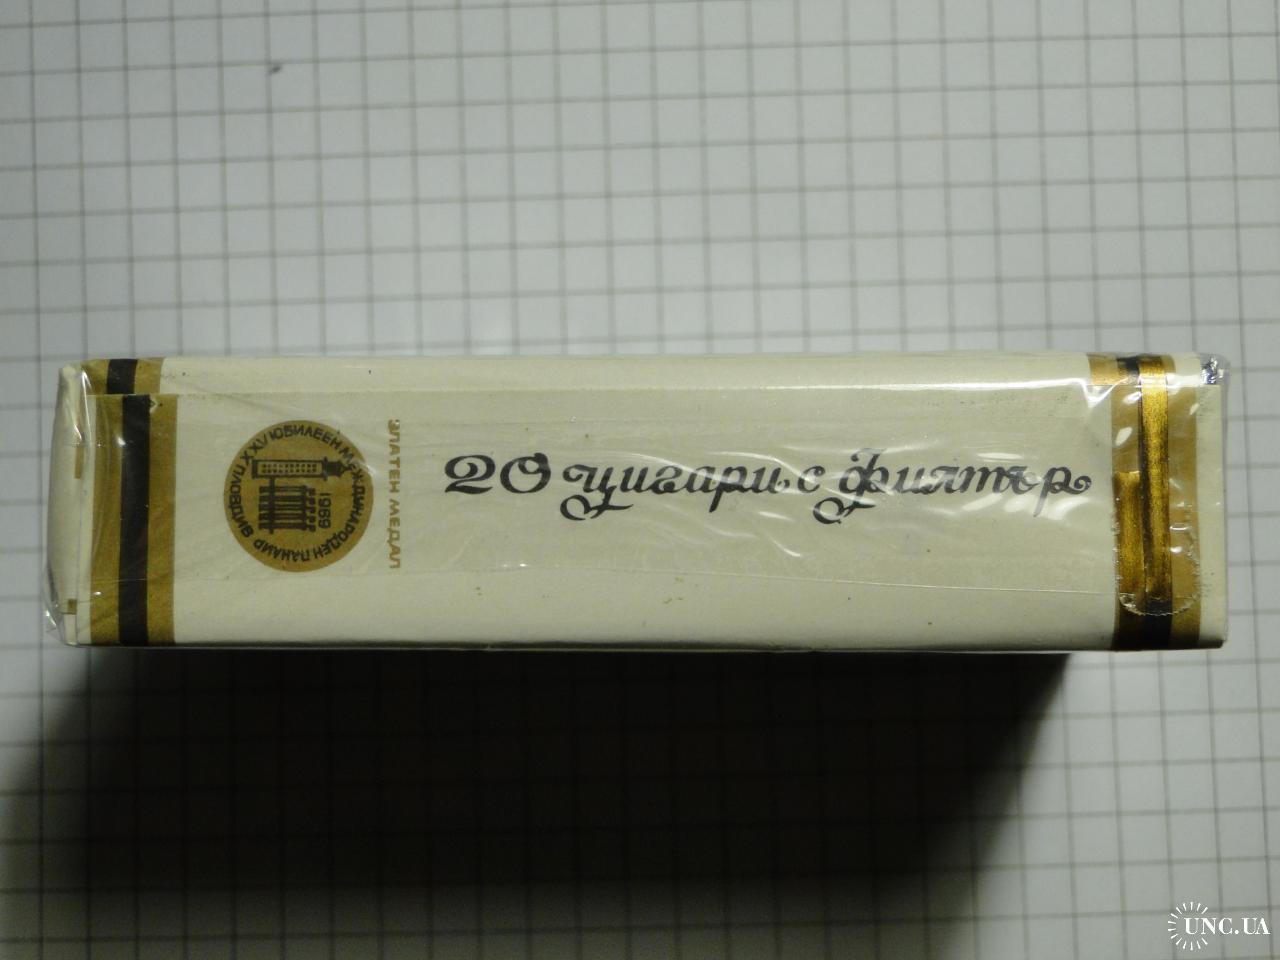 XXV ЮБИЛЕЕН МЕЖДУНАРОДЕН ПАНАИР ПЛОВДИВ
1969
ЗЛАТЕН МЕДАЛ
20 цигари с филтър
UNC.UA